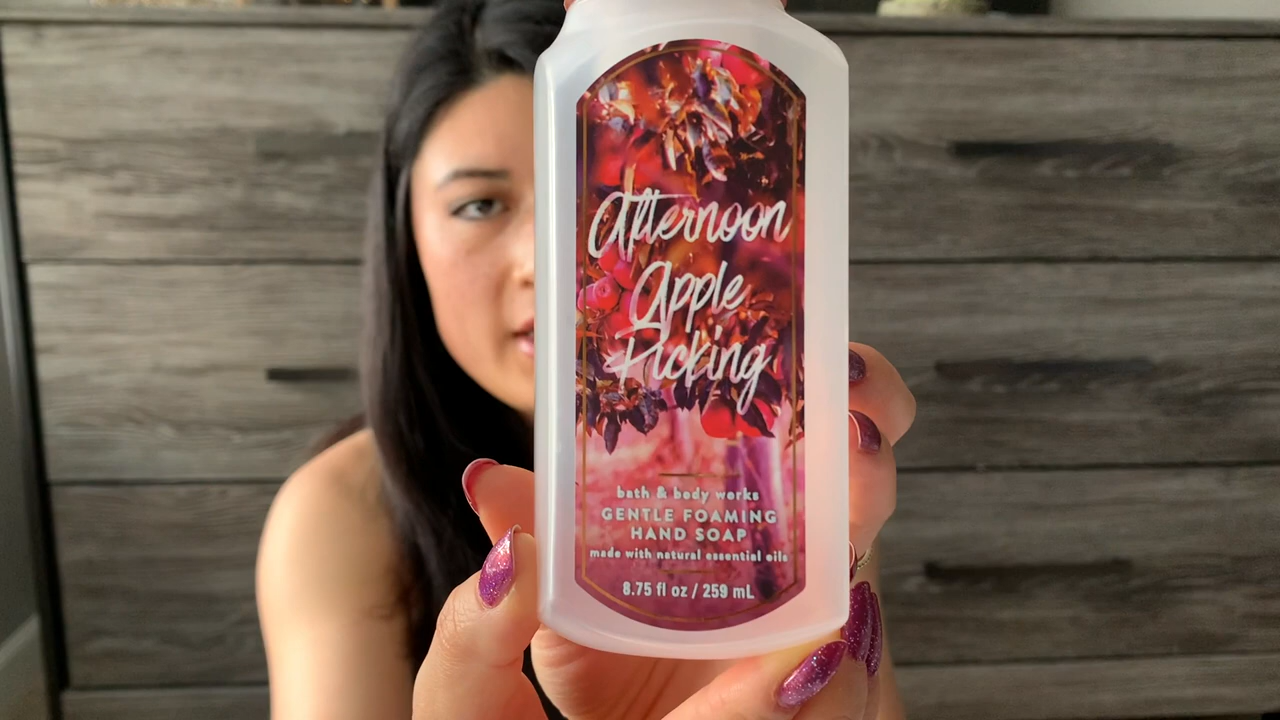 Afternoon
Apple
Picking
bath & body works
GENTLE FOAMING
HAND SOAP
made with natural essential oils
8.75 fl oz / 259 mL